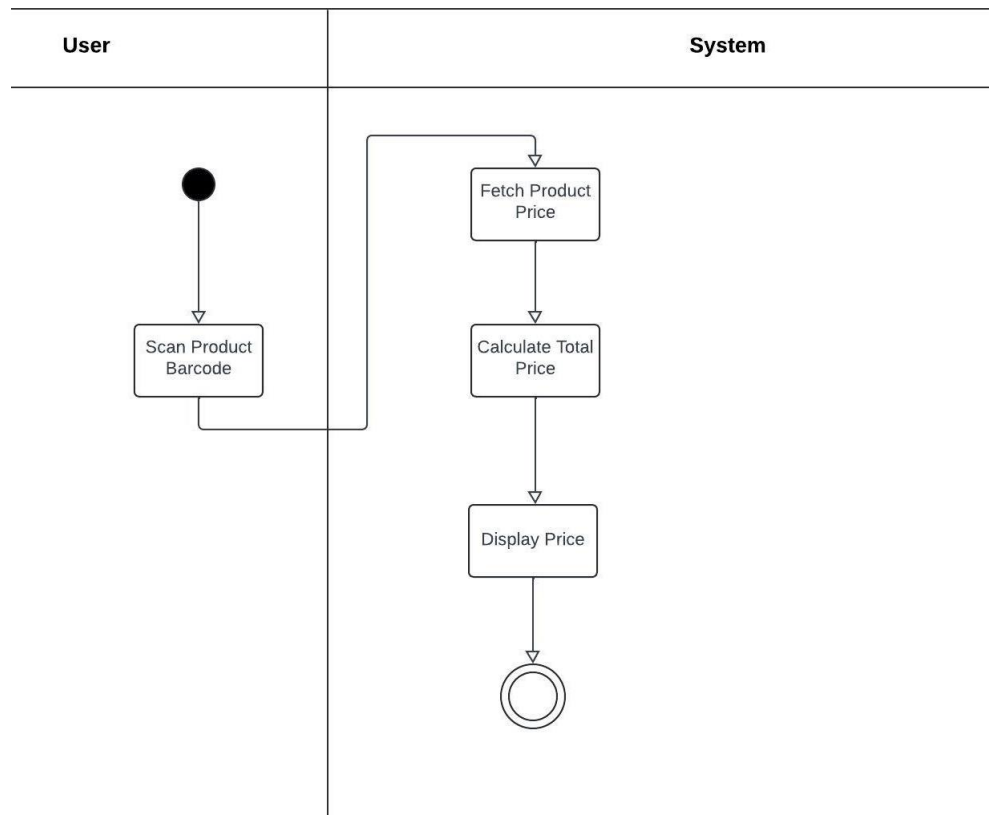 User
System
Fetch Product
Price
Scan Product
Barcode
Calculate Total
Price
Display Price